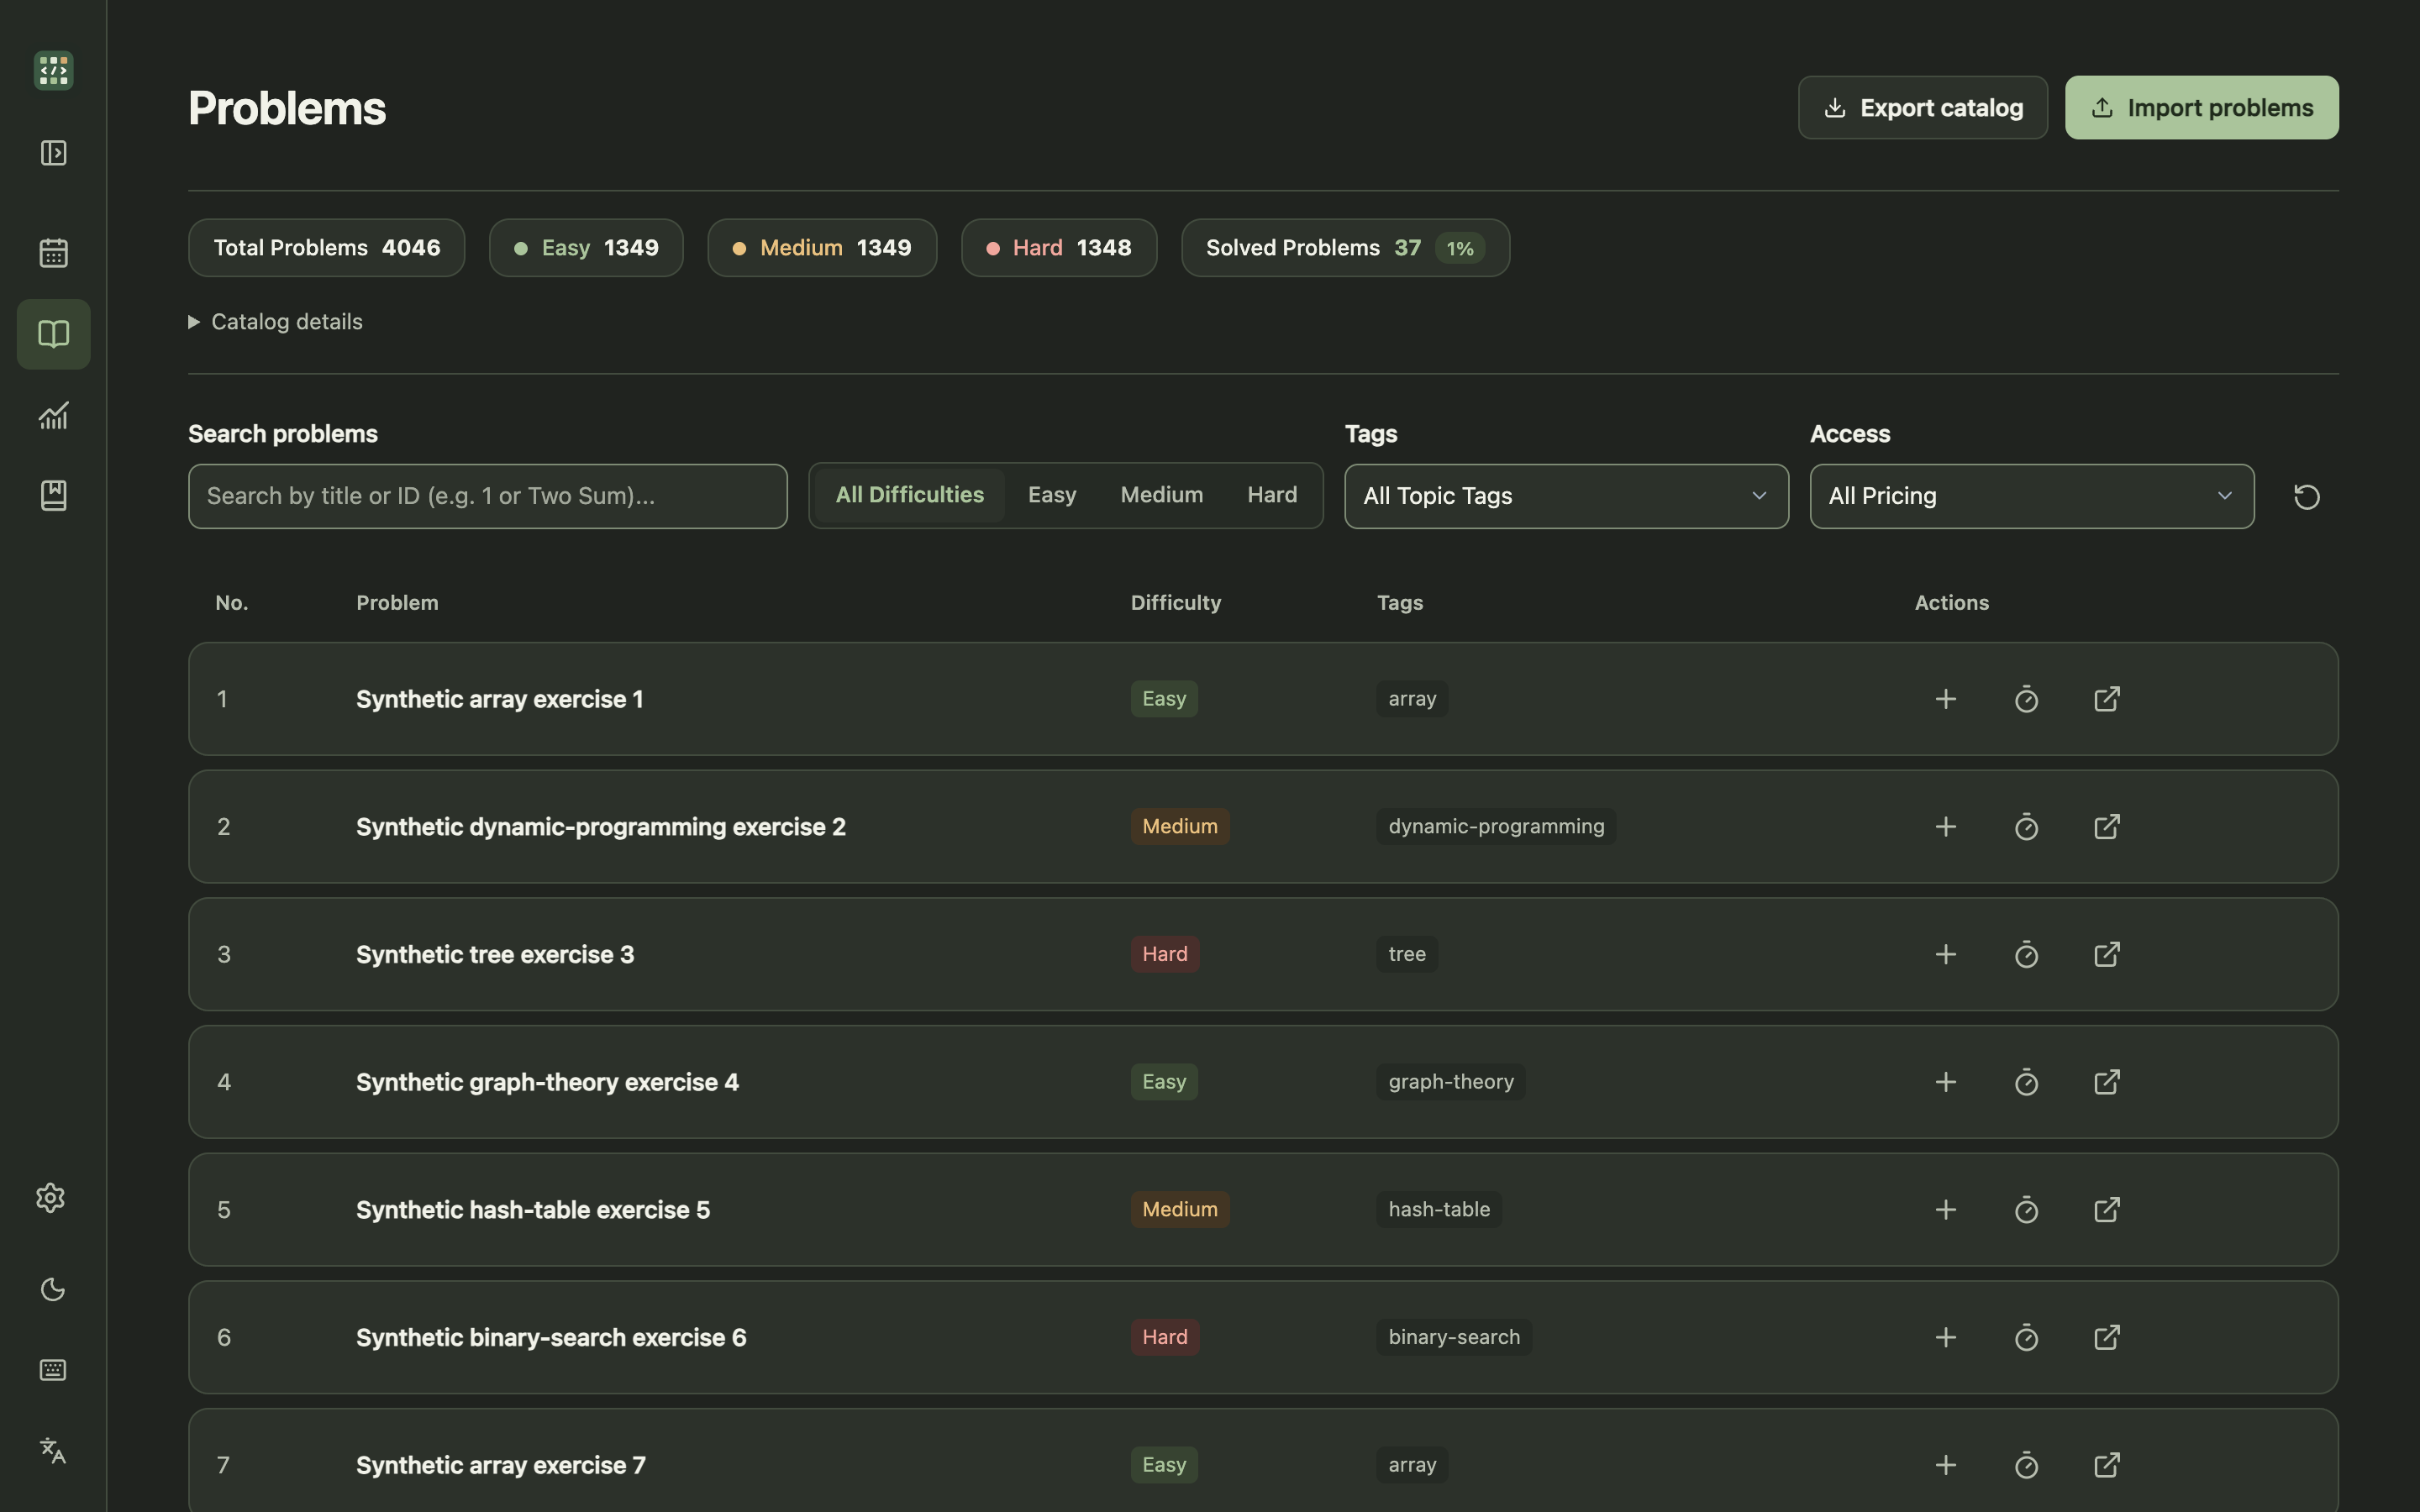 Problems
Export catalog
Import problems
Total Problems 4046
Easy 1349
Medium 1349
Hard 1348
Solved Problems 37 1%
Catalog details
Search problems
Tags
Access
Search by title or ID (e.g. 1 or Two Sum)...
All Difficulties
Easy
Medium
Hard
All Topic Tags
All Pricing
No. Problem Difficulty Tags Actions
1 Synthetic array exercise 1 Easy array
2 Synthetic dynamic-programming exercise 2 Medium dynamic-programming
3 Synthetic tree exercise 3 Hard tree
4 Synthetic graph-theory exercise 4 Easy graph-theory
5 Synthetic hash-table exercise 5 Medium hash-table
6 Synthetic binary-search exercise 6 Hard binary-search
7 Synthetic array exercise 7 Easy array